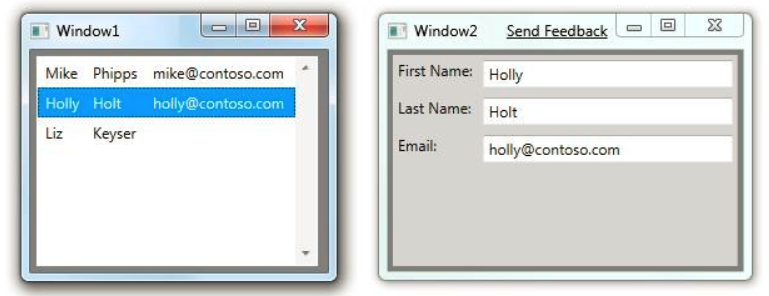 Window1
Mike Phipps mike@contoso.com
Holly Holt holly@contoso.com
Liz Keyser
Window2 Send Feedback
First Name: Holly
Last Name: Holt
Email: holly@contoso.com